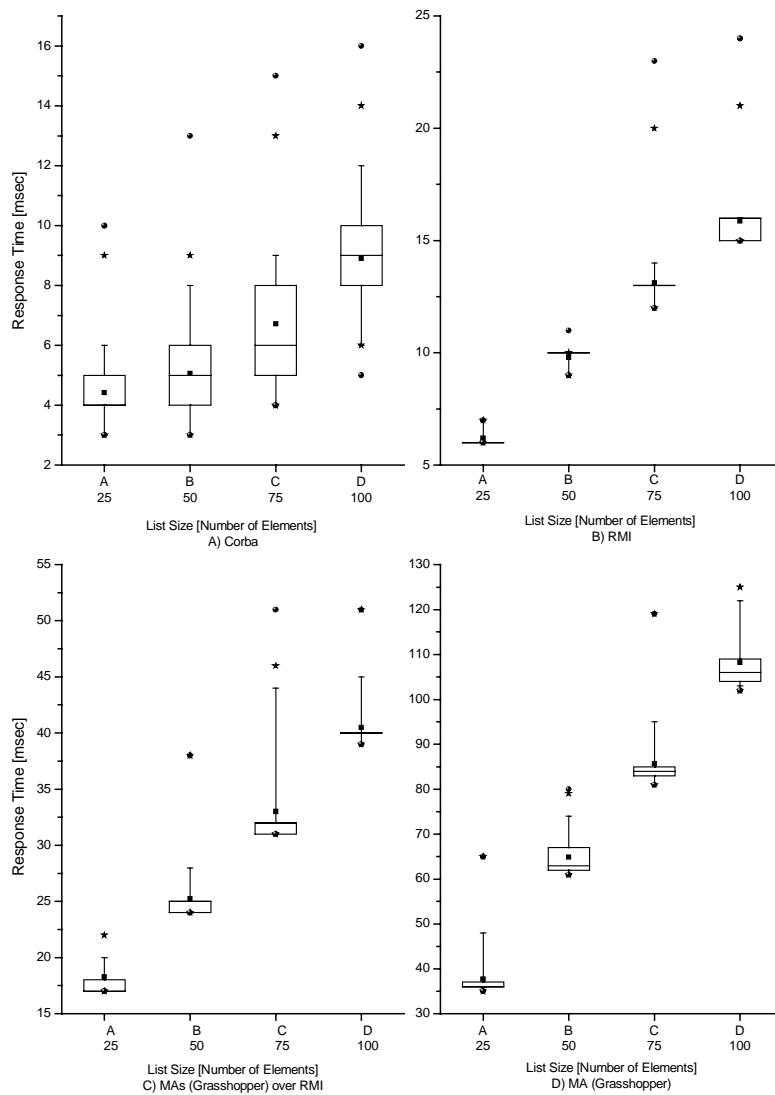 16
14
12
10
8
6
4
2
Response Time [msec]
A B C D
25 50 75 100
List Size [Number of Elements]
A) Corba
25
20
15
10
5
A B C D
25 50 75 100
List Size [Number of Elements]
B) RMI
55
50
45
40
35
30
25
20
15
Response Time [msec]
A B C D
25 50 75 100
List Size [Number of Elements]
C) MAs (Grasshopper) over RMI
130
120
110
100
90
80
70
60
50
40
30
A B C D
25 50 75 100
List Size [Number of Elements]
D) MA (Grasshopper)